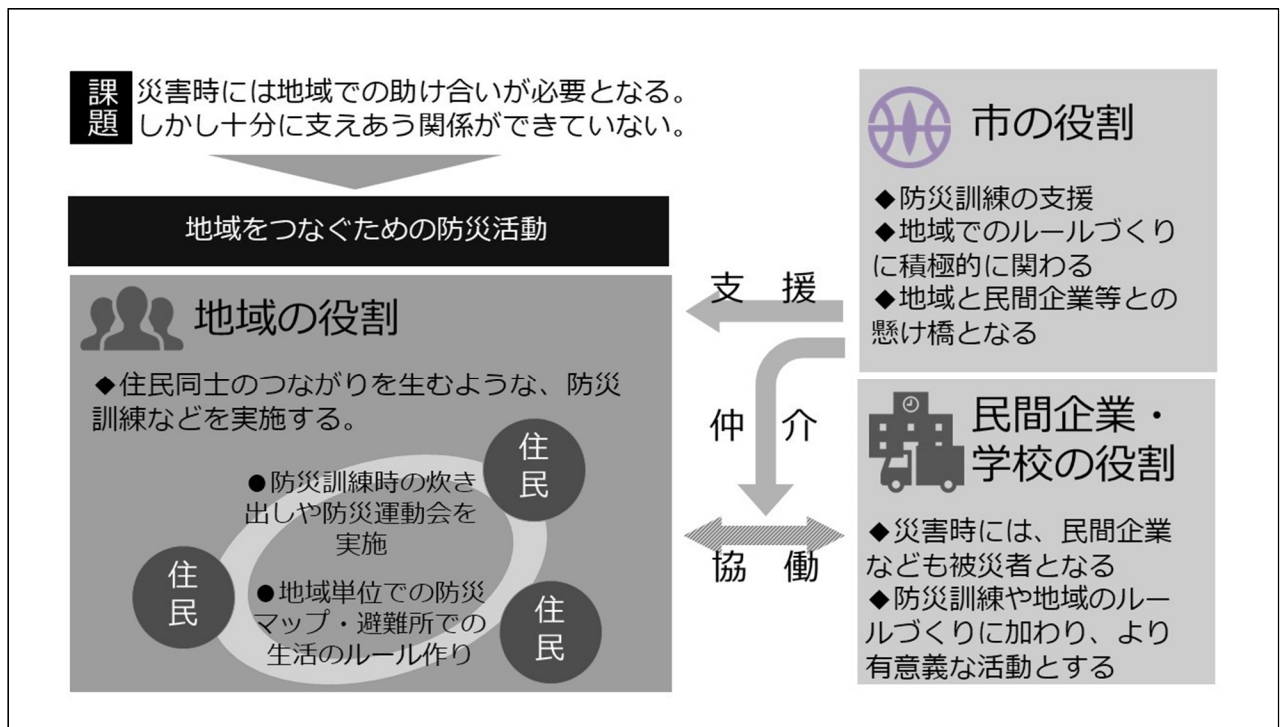 課題
災害時には地域での助け合いが必要となる。
しかし十分に支えあう関係ができていない。
地域をつなぐための防災活動
地域の役割
◆住民同士のつながりを生むような、防災
訓練などを実施する。
住民
●防災訓練時の炊き
出しや防災運動会を
実施
住民
●地域単位での防災
マップ・避難所での
生活のルール作り
住民
支援
仲介
協働
市の役割
◆防災訓練の支援
◆地域でのルールづくり
に積極的に関わる
◆地域と民間企業等との
懸け橋となる
民間企業・
学校の役割
◆災害時には、民間企業
なども被災者となる
◆防災訓練や地域のルー
ルづくりに加わり、より
有意義な活動とする